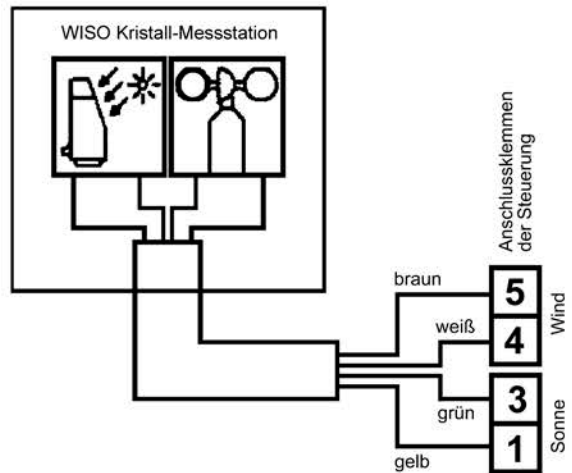 WISO Kristall-Messstation
Anschlussklemmen
der Steuerung
braun
5
weiß
4
Wind
grün
3
gelb
1
Sonne